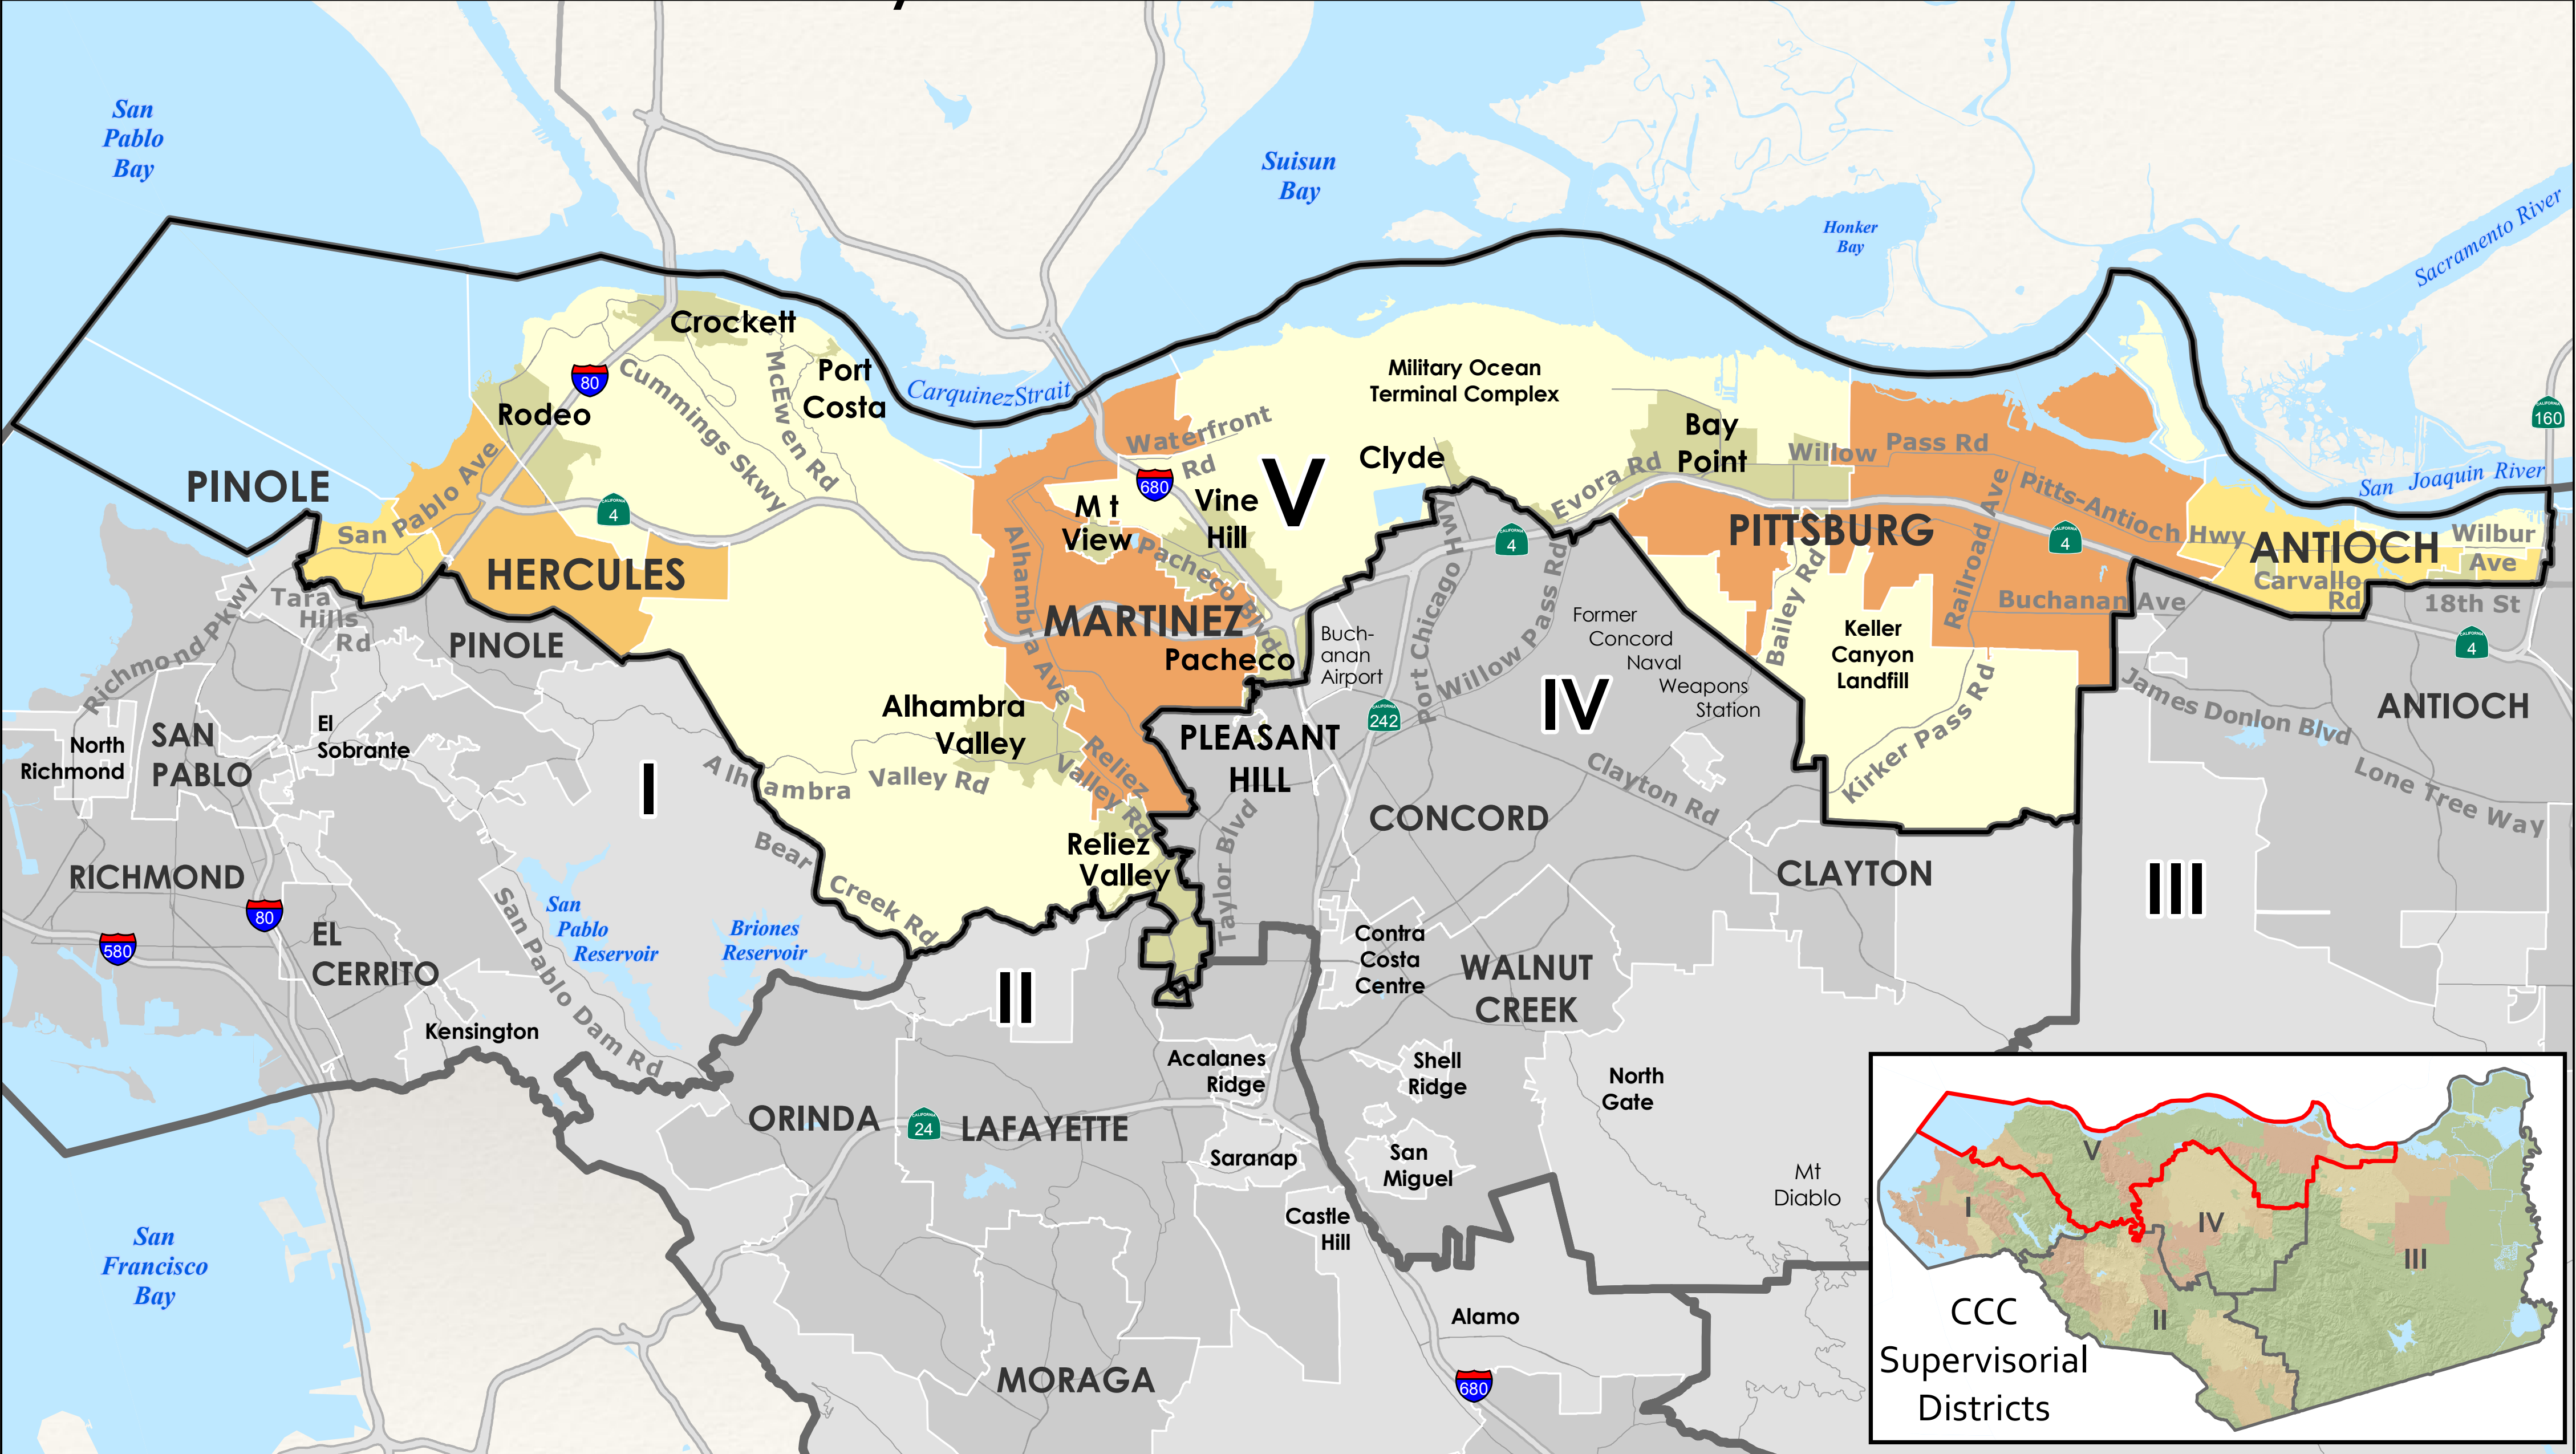 San
Pablo
Bay
Suisun
Bay
Honker
Bay
Sacramento River
Crockett
Port
Costa
Carquinez Strait
80
Cummings Skwy
McEwen Rd
Rodeo
Military Ocean
Terminal Complex
CALIFORNIA
160
PINOLE
San Pablo Ave
CALIFORNIA
4
HERCULES
Waterfront
Rd
680
V
Clyde
Bay
Point
Evora Rd
Willow Pass Rd
San Joaquin River
Mt
View
Vine
Hill
Pacheco Blvd
Alhambra Ave
MARTINEZ
Pacheco
CALIFORNIA
4
PITTSBURG
Railroad Ave
Pitts-Antioch Hwy
CALIFORNIA
4
ANTIOCH
Wilbur
Ave
Carvallo
Rd
18th St
Buchanan Ave
Bailey Rd
Keller
Canyon
Landfill
Kirker Pass Rd
CALIFORNIA
4
Tara
Hills
Rd
Richmond Pkwy
PINOLE
Buch-
anan
Airport
Port Chicago Hwy
Willow Pass Rd
Former
Concord
Naval
Weapons
Station
IV
CALIFORNIA
242
James Donlon Blvd
ANTIOCH
Lone Tree Way
North
Richmond
SAN
PABLO
El
Sobrante
I
Alhambra
Valley
Alhambra Valley Rd
Reliez
Valley Rd
PLEASANT
HILL
Taylor Blvd
CONCORD
Clayton Rd
CLAYTON
III
Reliez
Valley
Bear Creek Rd
RICHMOND
80
580
EL
CERRITO
San Pablo Dam Rd
San
Pablo
Reservoir
Briones
Reservoir
II
Contra
Costa
Centre
WALNUT
CREEK
Kensington
Acalanes
Ridge
Shell
Ridge
North
Gate
ORINDA
CALIFORNIA
24
LAFAYETTE
Saranap
San
Miguel
Mt
Diablo
Castle
Hill
San
Francisco
Bay
Alamo
680
MORAGA
V
I
IV
III
II
CCC
Supervisorial
Districts